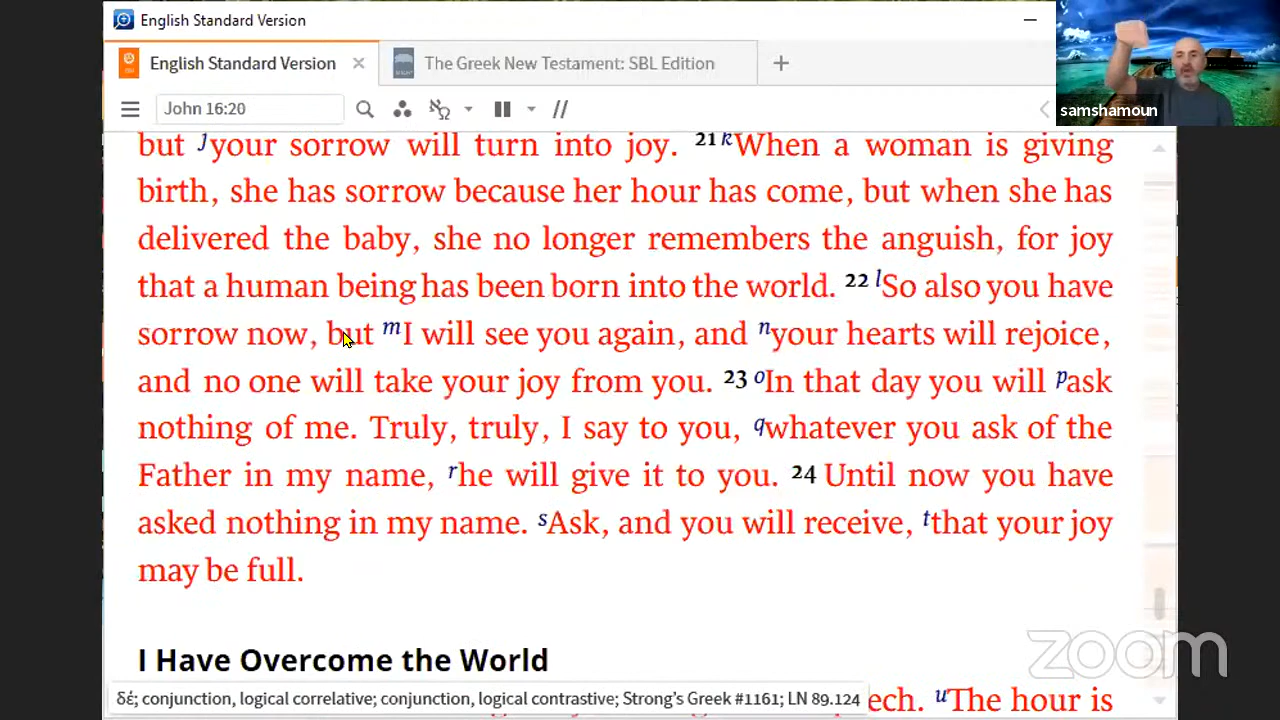 English Standard Version
English Standard Version
The Greek New Testament: SBL Edition
John 16:20
samshamoun
but jyour sorrow will turn into joy. 21 kWhen a woman is giving
birth, she has sorrow because her hour has come, but when she has
delivered the baby, she no longer remembers the anguish, for joy
that a human being has been born into the world. 22 lSo also you have
sorrow now, but mI will see you again, and nyour hearts will rejoice,
and no one will take your joy from you. 23 oIn that day you will pask
nothing of me. Truly, truly, I say to you, qwhatever you ask of the
Father in my name, rhe will give it to you. 24 Until now you have
asked nothing in my name. sAsk, and you will receive, tthat your joy
may be full.
I Have Overcome the World
δέ; conjunction, logical correlative; conjunction, logical contrastive; Strong's Greek #1161; LN 89.124
ech. uThe hour is
zoom